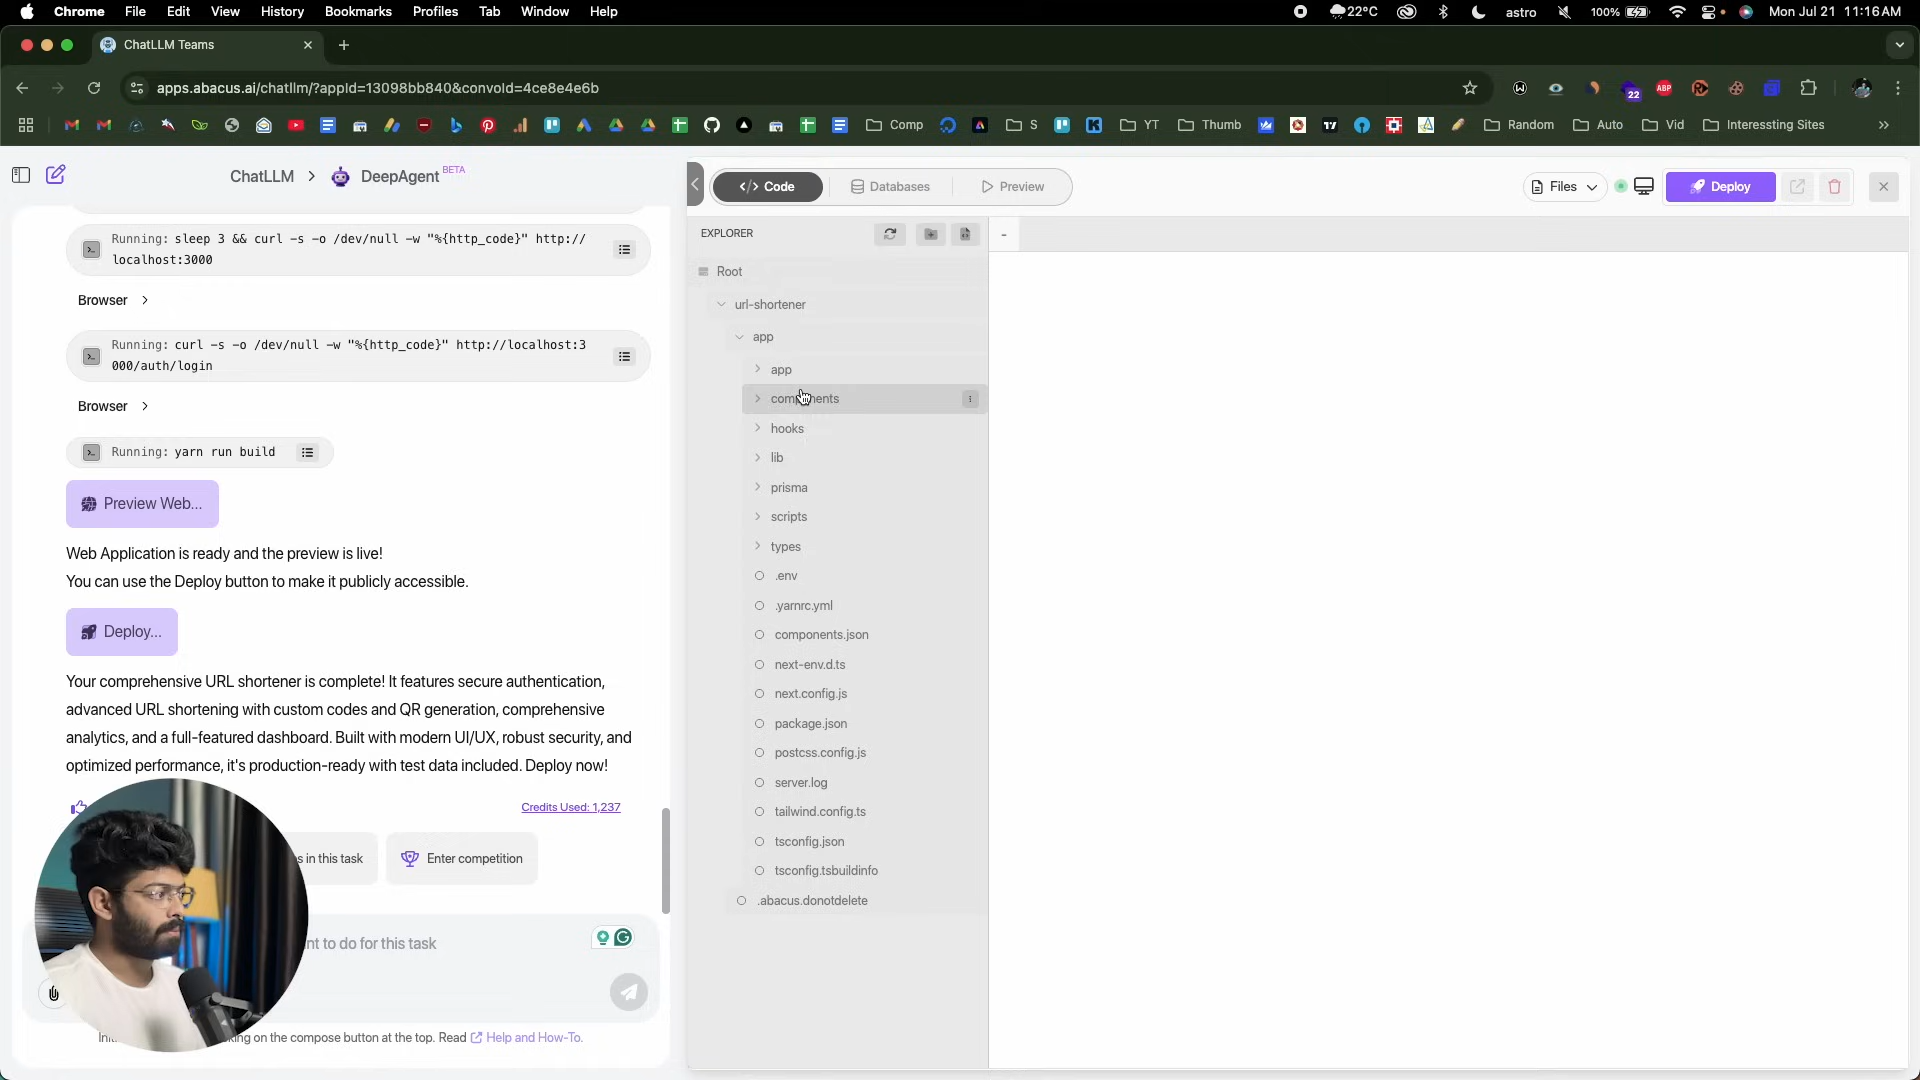 Chrome File Edit View History Bookmarks Profiles Tab Window Help
22°C astro 100% Mon Jul 21 11:16AM
ChatLLM Teams
apps.abacus.ai/chatllm/?appId=13098bb840&convoId=4ce8e4e6b
22 ABP
Comp S YT Thumb Random Auto Vid Interessting Sites
ChatLLM > DeepAgent BETA
Code Databases Preview
Files Deploy
Running: sleep 3 && curl -s -o /dev/null -w "%{http_code}" http://
localhost:3000
Browser
Running: curl -s -o /dev/null -w "%{http_code}" http://localhost:3
000/auth/login
Browser
Running: yarn run build
Preview Web...
Web Application is ready and the preview is live!
You can use the Deploy button to make it publicly accessible.
Deploy...
Your comprehensive URL shortener is complete! It features secure authentication,
advanced URL shortening with custom codes and QR generation, comprehensive
analytics, and a full-featured dashboard. Built with modern UI/UX, robust security, and
optimized performance, it's production-ready with test data included. Deploy now!
Credits Used: 1,237
s in this task
Enter competition
nt to do for this task
king on the compose button at the top. Read Help and How-To.
EXPLORER
Root
url-shortener
app
app
components
hooks
lib
prisma
scripts
types
.env
.yarnrc.yml
components.json
next-env.d.ts
next.config.js
package.json
postcss.config.js
server.log
tailwind.config.ts
tsconfig.json
tsconfig.tsbuildinfo
.abacus.donotdelete
-